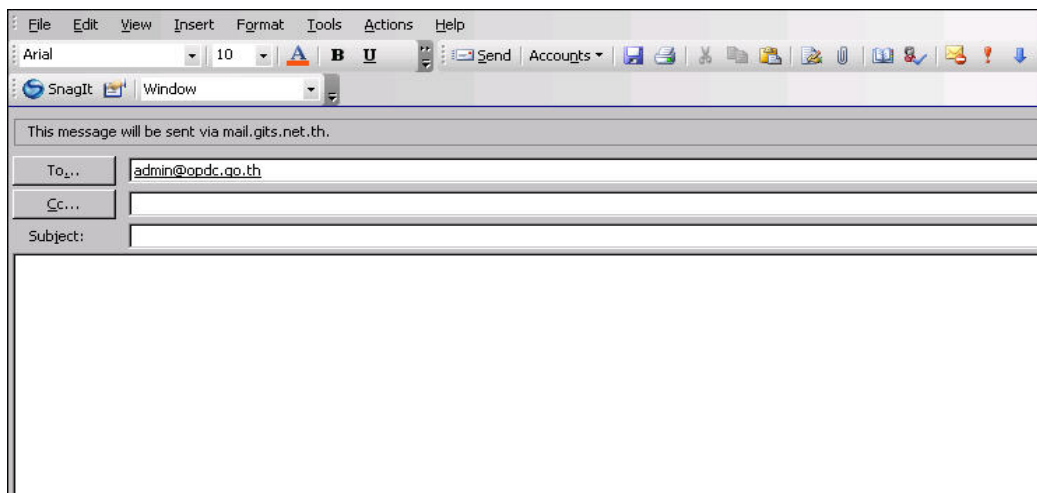 File Edit View Insert Format Tools Actions Help
Arial 10 A B U Send Accounts
SnagIt Window
This message will be sent via mail.gits.net.th.
To... admin@opdc.go.th
Cc...
Subject: